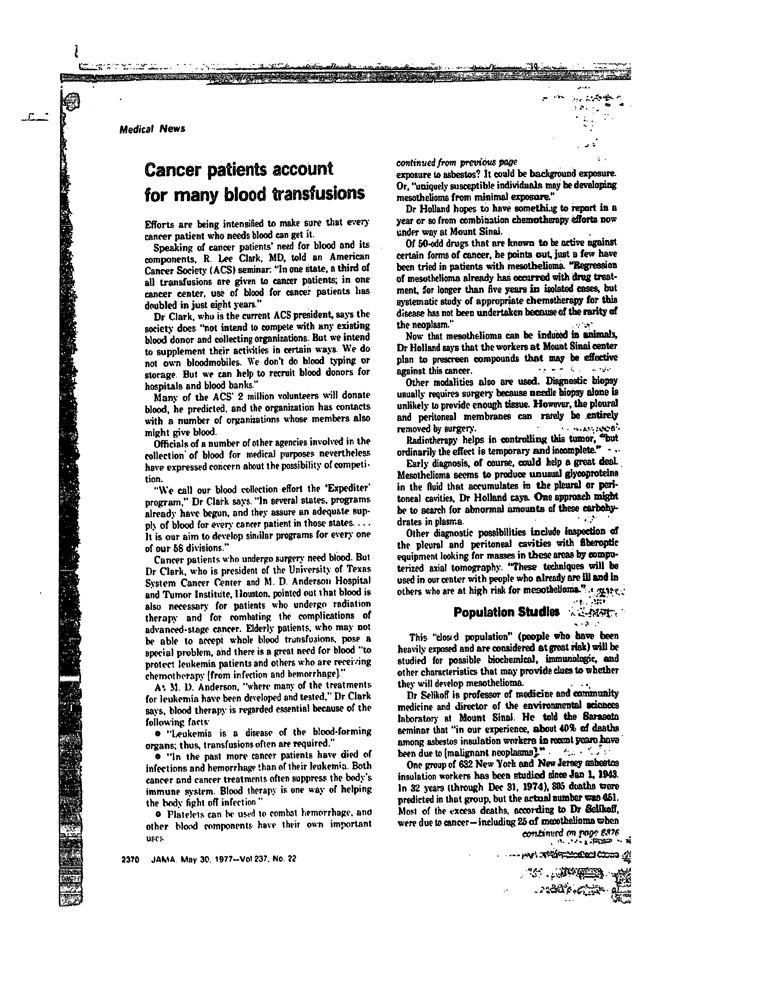 Medical News
Cancer patients account
for many blood transfusions
Efforts are being intensified to make sure that every
cancer patient who needs blood can get it.
Speaking of cancer patients' need for blood and its
components, R. Lee Clark, MD, told an American
Cancer Society (ACS) seminar: "In one state, a third of
all transfusions are given to cancer patients; in one
cancer center, use of blood for cancer patients has
doubled in just eight years."
Dr Clark, who is the current ACS president, says the
society does "not intend to compete with any existing
blood donor and collecting organizations. But we intend
to supplement their activities in certain ways. We do
not own bloodmobiles. We don't do blood typing or
storage. But we can help to recruit blood donors for
hospitals and blood banks."
Many of the ACS' 2 million volunteers will donate
blood, he predicted, and the organization has contacts
with a number of organizations whose members also
might give blood.
Officials of a number of other agencies involved in the
collection of blood for medical purposes nevertheless
have expressed concern about the possibility of competi-
tion.
"We call our blood collection effort the 'Expediter
program," Dr Clark says. "In several states, programs
already have begun, and they assure an adequate sup-
ply of blood for every cancer patient in those states. . . .
It is our aim to develop similar programs for every one
of our 58 divisions."
Cancer patients who undergo surgery need blood. But
Dr Clark, who is president of the University of Texas
System Cancer Center and M. D. Anderson Hospital
and Tumor Institute, Houston, pointed out that blood is
also necessary for patients who undergo radiation
therapy and for combating the complications of
advanced-stage cancer. Elderly patients, who may not
be able to accept whole blood transfusions, pose a
special problem, and there is a great need for blood "to
protect leukemia patients and others who are receiving
chemotherapy [from infection and hemorrhage]."
At M. D. Anderson, "where many of the treatments
for leukemia have been developed and tested," Dr Clark
says, blood therapy is regarded essential because of the
following facts
● "Leukemia is a disease of the blood-forming
organs; thus, transfusions often are required."
● "In the past more cancer patients have died of
infections and hemorrhage than of their leukemia. Both
cancer and cancer treatments often suppress the body's
immune system. Blood therapy is one way of helping
the body fight off infection"
● Platelets can be used to combat hemorrhage, and
other blood components have their own important
uses
2370 JAMA, May 30, 1977—Vol 237, No. 22
continued from previous page
exposure to asbestos? It could be background exposure.
Or, "uniquely susceptible individuals may be developing
mesothelioma from minimal exposure."
Dr Holland hopes to have something to report in a
year or so from combination chemotherapy efforts now
under way at Mount Sinai.
Of 50-odd drugs that are known to be active against
certain forms of cancer, he points out, just a few have
been tried in patients with mesothelioma. "Regression
of mesothelioma already has occurred with drug treat-
ment, for longer than five years in isolated cases, but
systematic study of appropriate chemotherapy for this
disease has not been undertaken because of the rarity of
the neoplasm."
Now that mesothelioma can be induced in animals,
Dr Holland says that the workers at Mount Sinai center
plan to prescreen compounds that may be effective
against this cancer.
Other modalities also are used. Diagnostic biopsy
usually requires surgery because needle biopsy alone is
unlikely to provide enough tissue. However, the pleural
and peritoneal membranes can rarely be entirely
removed by surgery.
Radiotherapy helps in controlling this tumor, "but
ordinarily the effect is temporary and incomplete."
Early diagnosis, of course, could help a great deal.
Mesothelioma seems to produce unusual glycoproteins
in the fluid that accumulates in the pleural or peri-
toneal cavities, Dr Holland says. One approach might
be to search for abnormal amounts of these carbohy-
drates in plasma.
Other diagnostic possibilities include inspection of
the pleural and peritoneal cavities with fiberoptic
equipment looking for masses in these areas by compu-
terized axial tomography. "These techniques will be
used in our center with people who already are ill and in
others who are at high risk for mesothelioma."
Population Studies
This "closed population" (people who have been
heavily exposed and are considered at great risk) will be
studied for possible biochemical, immunologic, and
other characteristics that may provide clues to whether
they will develop mesothelioma.
Dr Selikoff is professor of medicine and community
medicine and director of the environmental sciences
laboratory at Mount Sinai. He told the Sarasota
seminar that "in our experience, about 40% of deaths
among asbestos insulation workers in recent years have
been due to [malignant neoplasms]."
One group of 632 New York and New Jersey asbestos
insulation workers has been studied since Jan 1, 1943.
In 32 years (through Dec 31, 1974), 305 deaths were
predicted in that group, but the actual number was 451.
Most of the excess deaths, according to Dr Selikoff,
were due to cancer—including 25 of mesothelioma when
continued on page